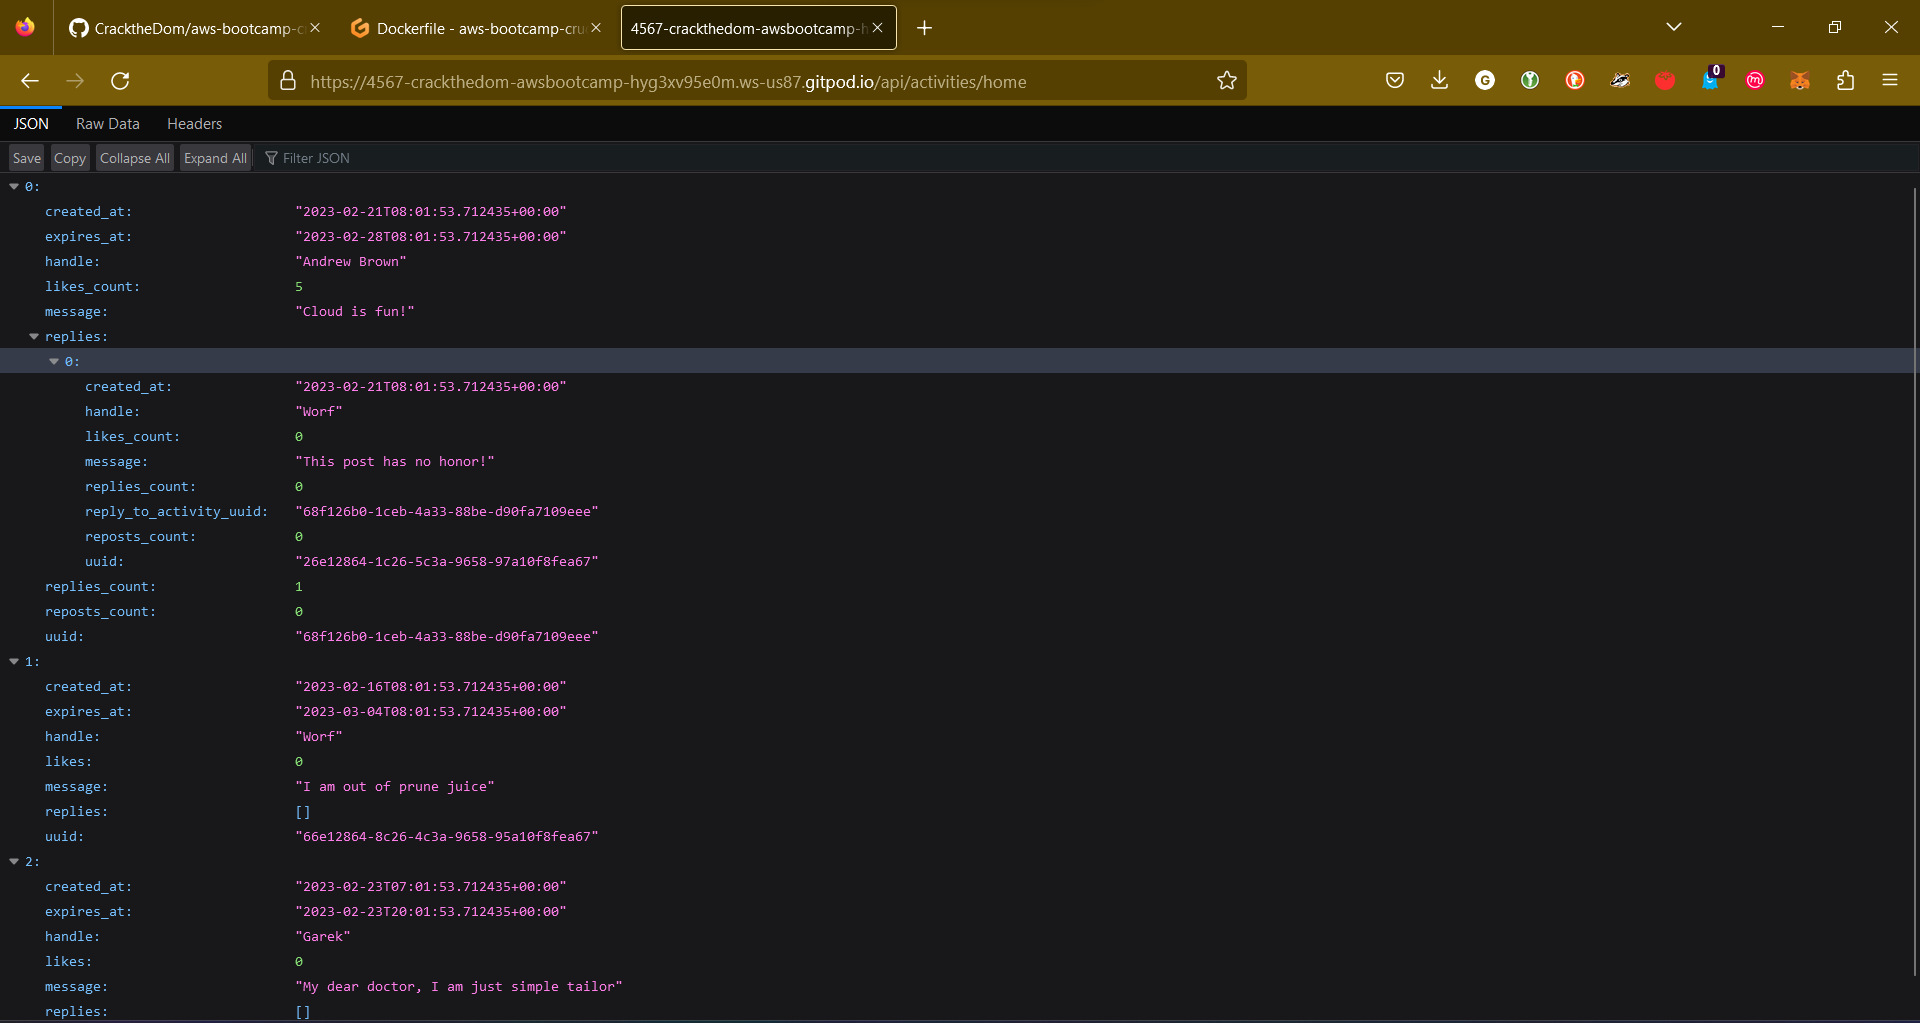 CracktheDom/aws-bootcamp-c
Dockerfile - aws-bootcamp-cru
4567-crackthedom-awsbootcamp-h
https://4567-crackthedom-awsbootcamp-hyg3xv95e0m.ws-us87.gitpod.io/api/activities/home
G
0
m
JSON Raw Data Headers
Save Copy Collapse All Expand All Filter JSON
0:
created_at: "2023-02-21T08:01:53.712435+00:00"
expires_at: "2023-02-28T08:01:53.712435+00:00"
handle: "Andrew Brown"
likes_count: 5
message: "Cloud is fun!"
replies:
0:
created_at: "2023-02-21T08:01:53.712435+00:00"
handle: "Worf"
likes_count: 0
message: "This post has no honor!"
replies_count: 0
reply_to_activity_uuid: "68f126b0-1ceb-4a33-88be-d90fa7109eee"
reposts_count: 0
uuid: "26e12864-1c26-5c3a-9658-97a10f8fea67"
replies_count: 1
reposts_count: 0
uuid: "68f126b0-1ceb-4a33-88be-d90fa7109eee"
1:
created_at: "2023-02-16T08:01:53.712435+00:00"
expires_at: "2023-03-04T08:01:53.712435+00:00"
handle: "Worf"
likes: 0
message: "I am out of prune juice"
replies: []
uuid: "66e12864-8c26-4c3a-9658-95a10f8fea67"
2:
created_at: "2023-02-23T07:01:53.712435+00:00"
expires_at: "2023-02-23T20:01:53.712435+00:00"
handle: "Garek"
likes: 0
message: "My dear doctor, I am just simple tailor"
replies: []